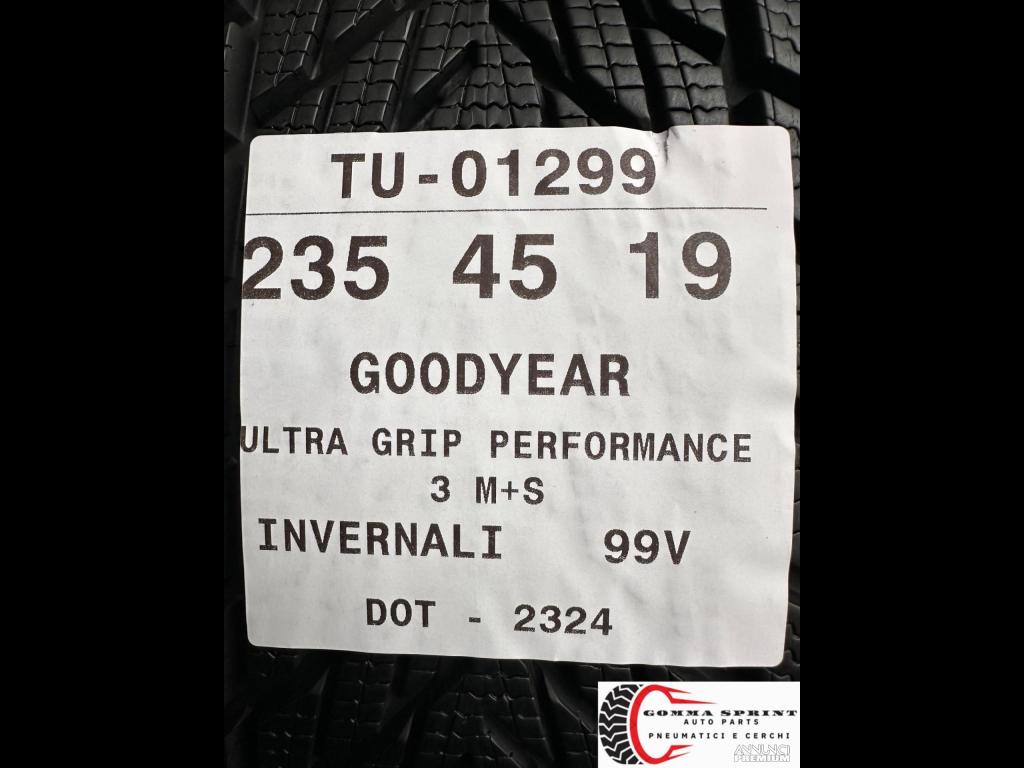 TU-01299
235 45 19
GOODYEAR
ULTRA GRIP PERFORMANCE
3 M+S
INVERNALI 99V
DOT - 2324
GOMMA SPRINT
AUTO PARTS
PNEUMATICI E CERCHI
ANNUNCI
PREMIUM